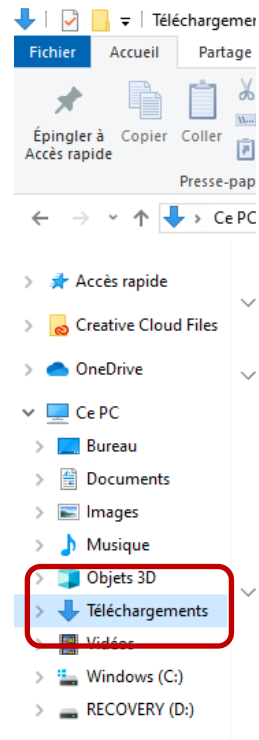 Téléchargemer
Fichier Accueil Partage
Épingler à Copier Coller
Accès rapide
Presse-pap
Ce PC
Accès rapide
Creative Cloud Files
OneDrive
Ce PC
Bureau
Documents
Images
Musique
Objets 3D
Téléchargements
Vidéos
Windows (C:)
RECOVERY (D:)